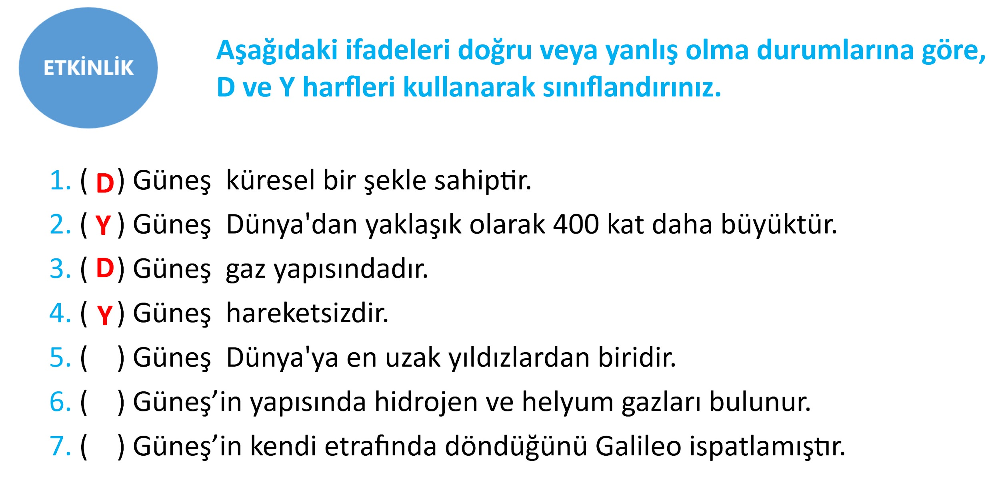 ETKİNLİK
Aşağıdaki ifadeleri doğru veya yanlış olma durumlarına göre,
D ve Y harfleri kullanarak sınıflandırınız.
1. ( D ) Güneş küresel bir şekle sahiptir.
2. ( Y ) Güneş Dünya'dan yaklaşık olarak 400 kat daha büyüktür.
3. ( D ) Güneş gaz yapısındadır.
4. ( Y ) Güneş hareketsizdir.
5. ( ) Güneş Dünya'ya en uzak yıldızlardan biridir.
6. ( ) Güneş’in yapısında hidrojen ve helyum gazları bulunur.
7. ( ) Güneş’in kendi etrafında döndüğünü Galileo ispatlamıştır.